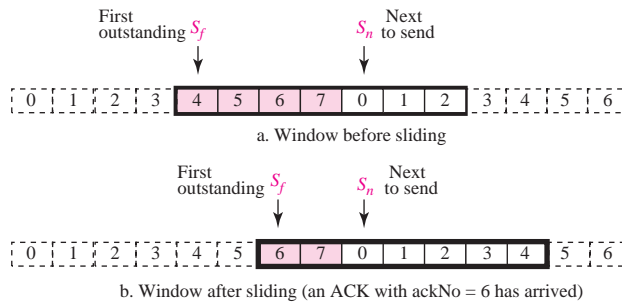 First outstanding S_f
S_n Next to send
0 1 2 3 4 5 6 7 0 1 2 3 4 5 6
a. Window before sliding
First outstanding S_f
S_n Next to send
0 1 2 3 4 5 6 7 0 1 2 3 4 5 6
b. Window after sliding (an ACK with ackNo = 6 has arrived)